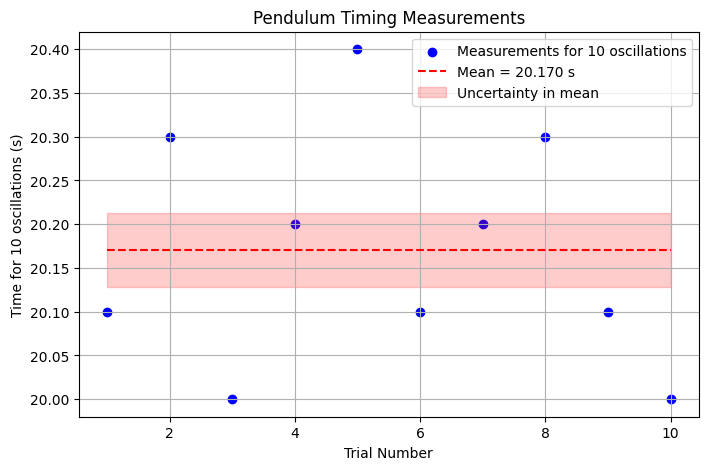 Pendulum Timing Measurements
Measurements for 10 oscillations
Mean = 20.170 s
Uncertainty in mean
Time for 10 oscillations (s)
20.40
20.35
20.30
20.25
20.20
20.15
20.10
20.05
20.00
2 4 6 8 10
Trial Number